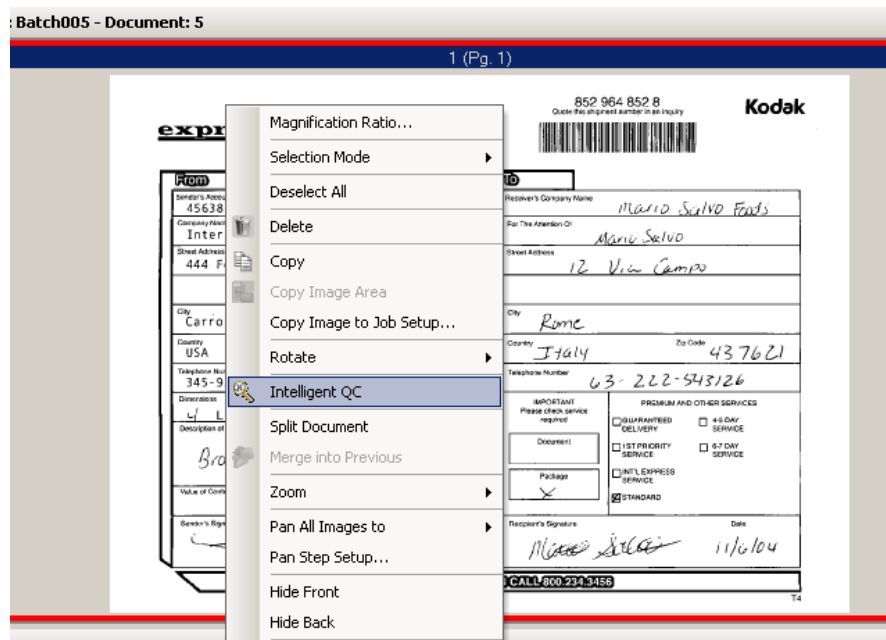 : Batch005 - Document: 5
1 (Pg. 1)
852 964 852 8
Quote this shipment number in an inquiry
Kodak
expr
Magnification Ratio...
Selection Mode
Deselect All
Delete
Copy
Copy Image Area
Copy Image to Job Setup...
Rotate
Intelligent QC
Split Document
Merge into Previous
Zoom
Pan All Images to
Pan Step Setup...
Hide Front
Hide Back
From
Sender's Accou
45638
Company Nam
Inter
Street Address
444 F
City
Carro
Country
USA
Telephone Nu
345-9
Dimensions
4 L
Description of
Bro
Value of Conte
Sender's Sign
To
Receiver's Company Name
Mario Salvo Foods
For The Attention Of
Mario Salvo
Street Address
12 Via Campo
City
Rome
Country
Italy
Zip Code
437621
Telephone Number
63-222-543126
IMPORTANT
Please check service
required
Document
Package
X
PREMIUM AND OTHER SERVICES
GUARANTEED
DELIVERY
4-5 DAY
SERVICE
1ST PRIORITY
SERVICE
6-7 DAY
SERVICE
INT'L EXPRESS
SERVICE
STANDARD
Recipient's Signature
Date
11/6/04
CALL 800.234.3456
T4